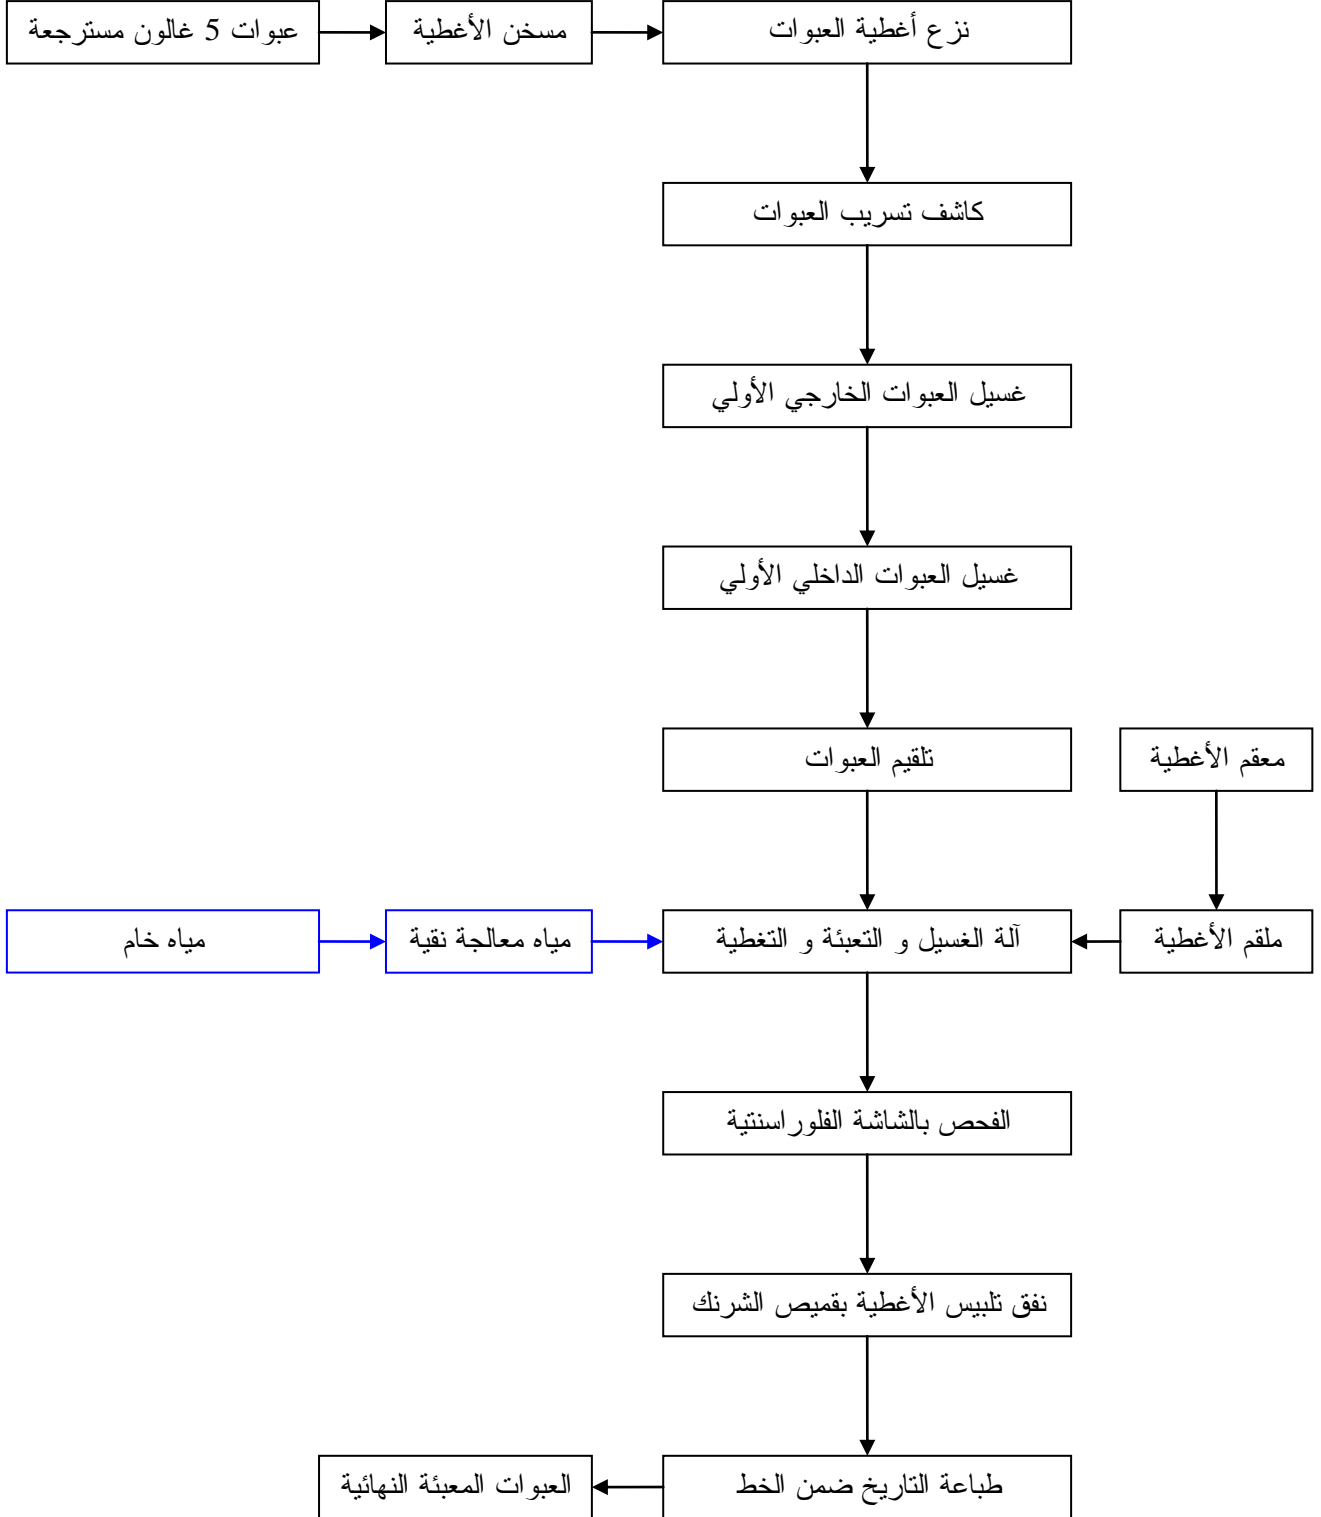 عبوات 5 غالون مسترجعة
مسخن الأغطية
نزع أغطية العبوات
كاشف تسريب العبوات
غسيل العبوات الخارجي الأولي
غسيل العبوات الداخلي الأولي
تلقيم العبوات
معقم الأغطية
مياه خام
مياه معالجة نقية
آلة الغسيل و التعبئة و التغطية
ملقم الأغطية
الفحص بالشاشة الفلوراسنتية
نفق تلبيس الأغطية بقميص الشرنك
طباعة التاريخ ضمن الخط
العبوات المعبئة النهائية